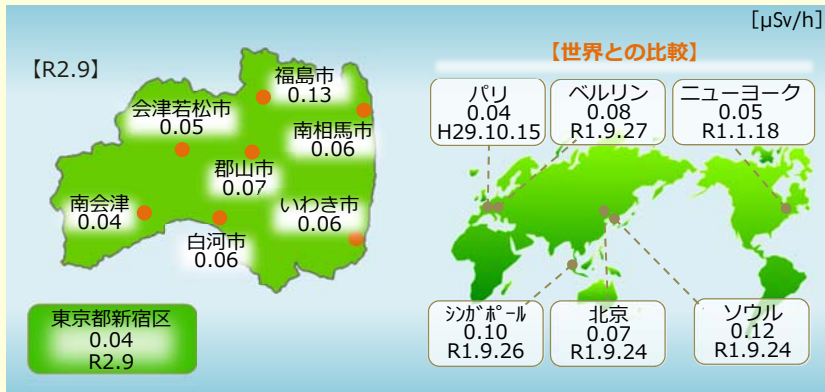 [μSv/h]
【R2.9】
福島市
0.13
会津若松市
0.05
南相馬市
0.06
郡山市
0.07
南会津
0.04
いわき市
0.06
白河市
0.06
東京都新宿区
0.04
R2.9
【世界との比較】
パリ
0.04
H29.10.15
ベルリン
0.08
R1.9.27
ニューヨーク
0.05
R1.1.18
ｼﾝｶﾞﾎﾟｰﾙ
0.10
R1.9.26
北京
0.07
R1.9.24
ソウル
0.12
R1.9.24